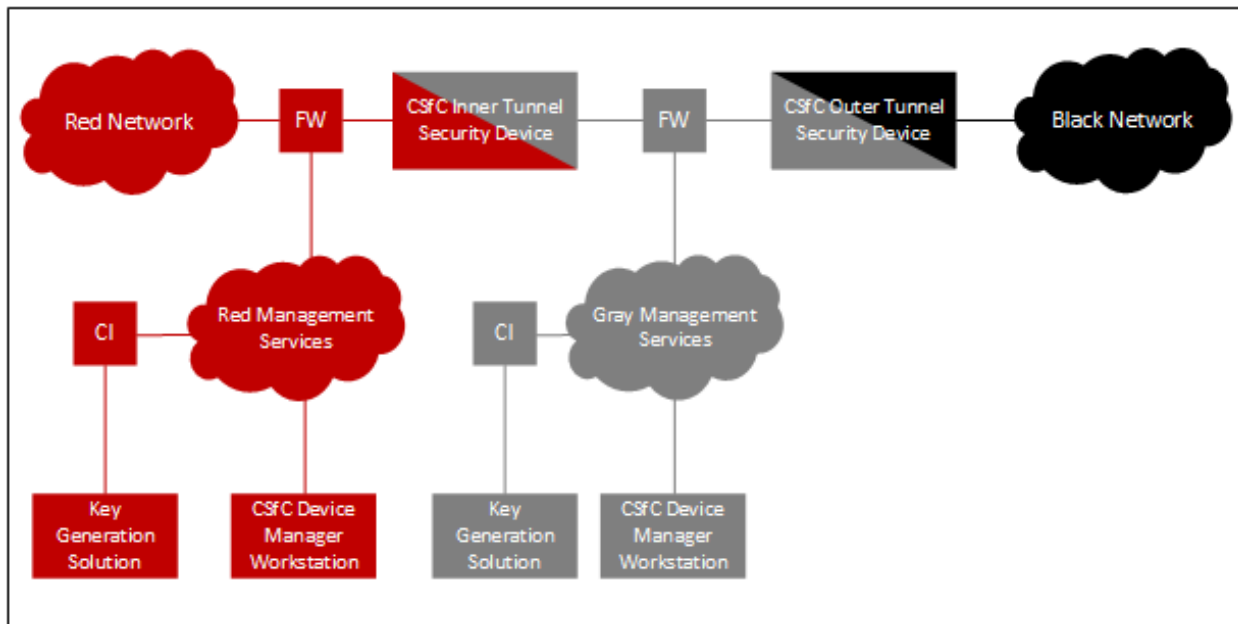 Red Network
FW
CSfC Inner Tunnel
Security Device
FW
CSfC Outer Tunnel
Security Device
Black Network
CI
Red Management
Services
CI
Gray Management
Services
Key
Generation
Solution
CSfC Device
Manager
Workstation
Key
Generation
Solution
CSfC Device
Manager
Workstation